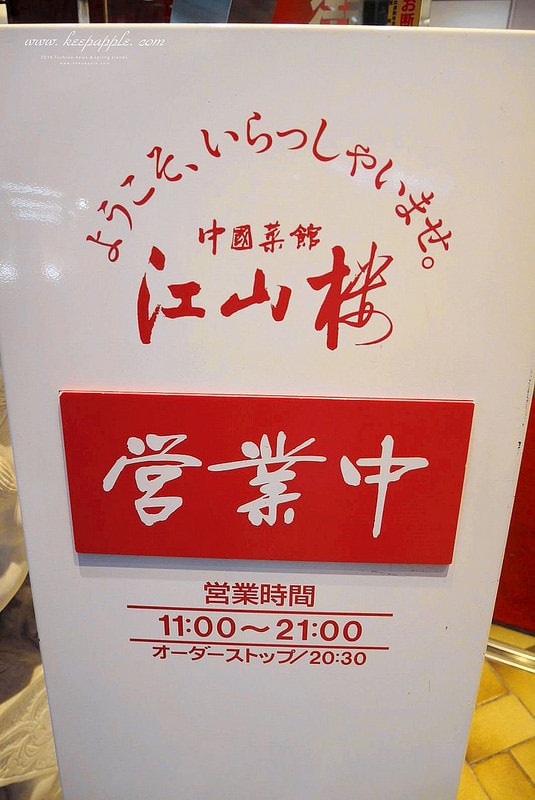 www.keepapple.com
お断
ようこそ、いらっしゃいませ。
中國菜館
江山楼
営業中
営業時間
11:00〜21:00
オーダーストップ/20:30